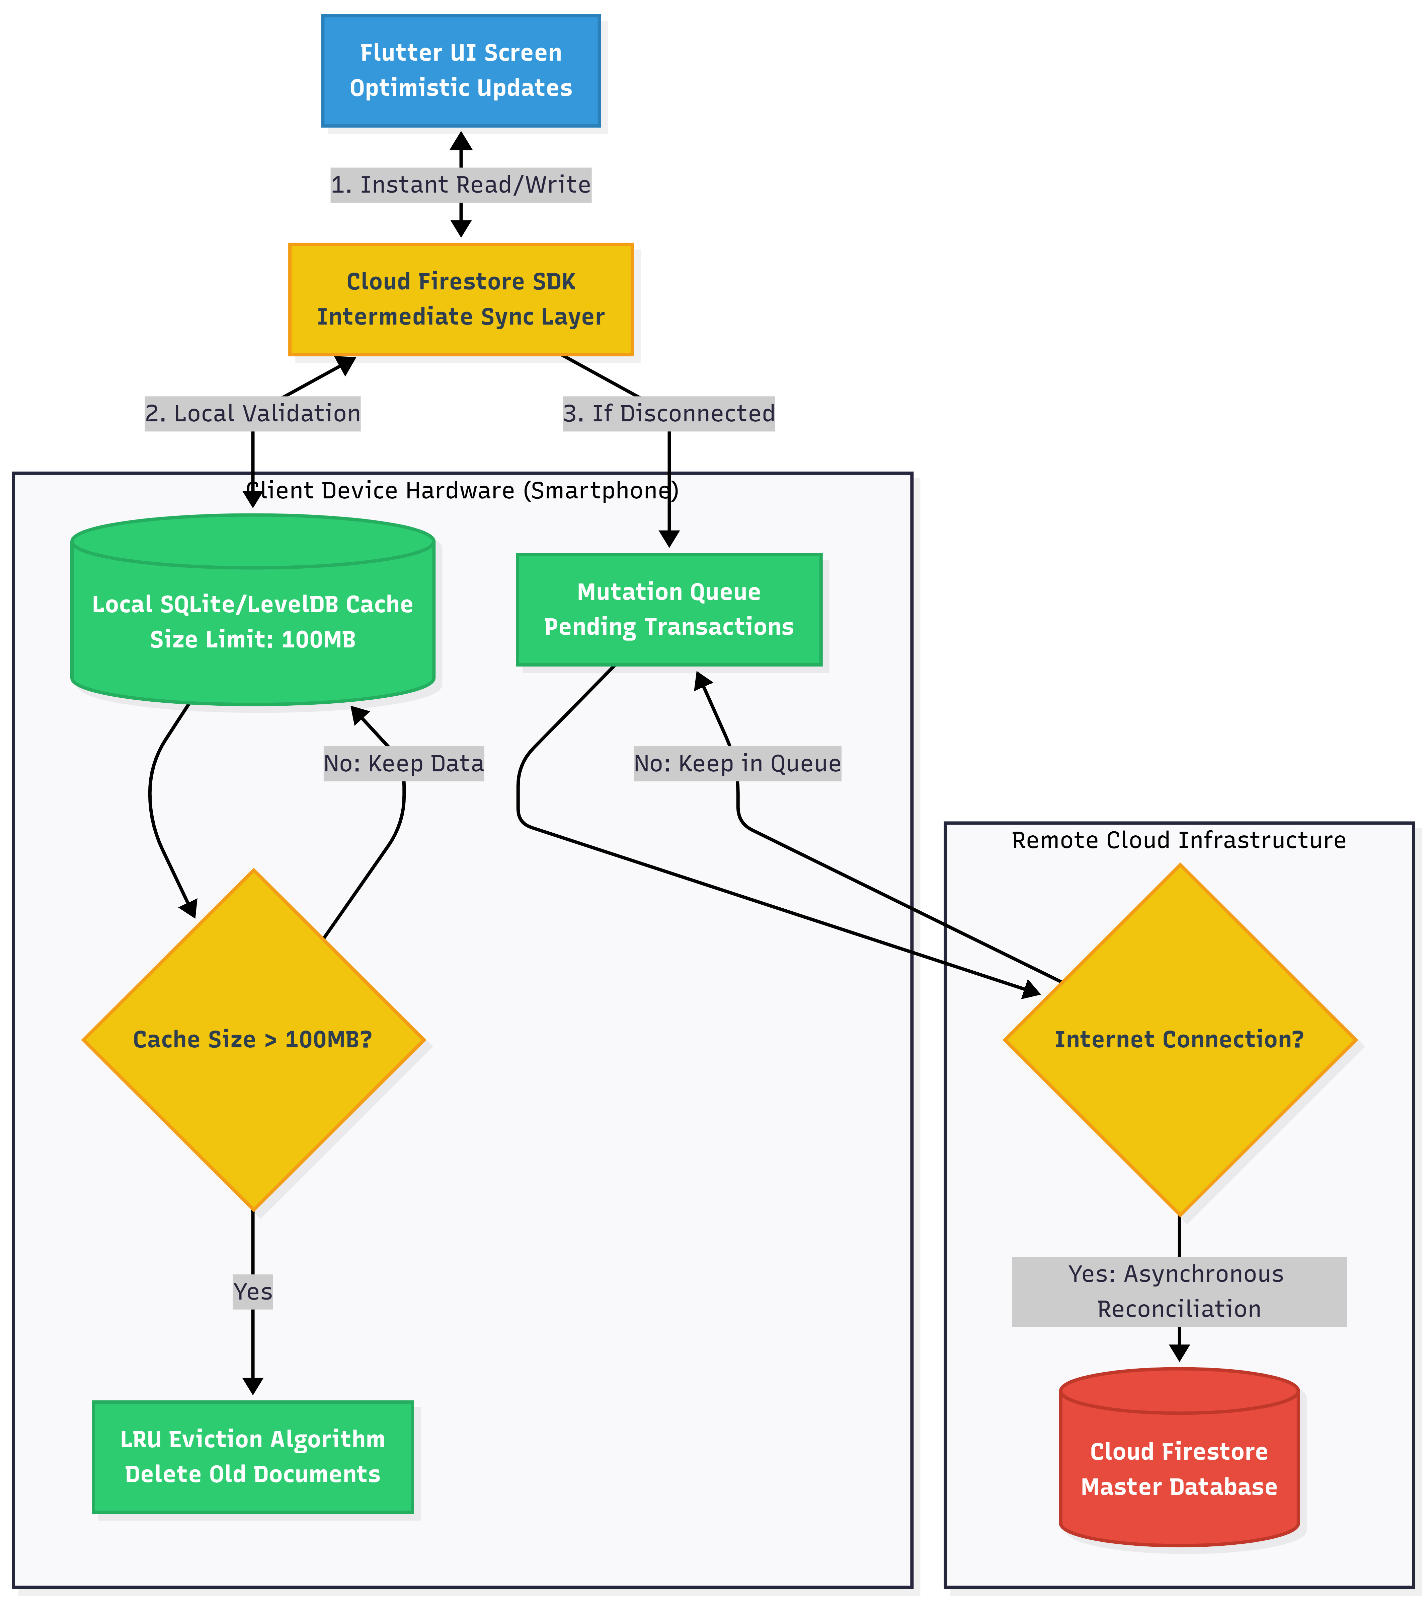 Flutter UI Screen
Optimistic Updates
1. Instant Read/Write
Cloud Firestore SDK
Intermediate Sync Layer
2. Local Validation
3. If Disconnected
Client Device Hardware (Smartphone)
Local SQLite/LevelDB Cache
Size Limit: 100MB
Mutation Queue
Pending Transactions
No: Keep Data
No: Keep in Queue
Remote Cloud Infrastructure
Cache Size > 100MB?
Internet Connection?
Yes
Yes: Asynchronous
Reconciliation
LRU Eviction Algorithm
Delete Old Documents
Cloud Firestore
Master Database